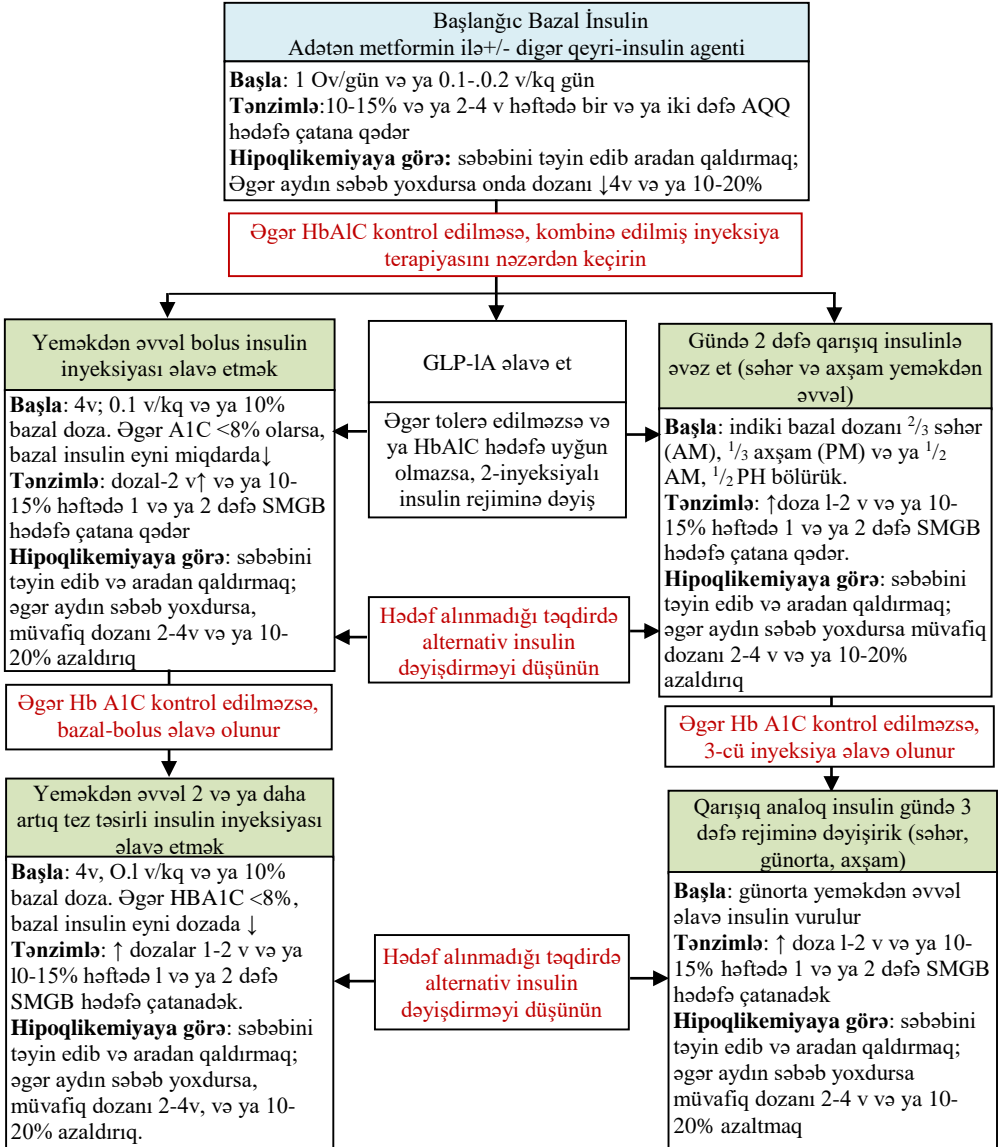 Başlanğıc Bazal İnsulin
Adətən metformin ilə+/- digər qeyri-insulin agenti
Başla: 1 Ov/gün və ya 0.1-.0.2 v/kq gün
Tənzimlə:10-15% və ya 2-4 v həftədə bir və ya iki dəfə AQQ
hədəfə çatana qədər
Hipoqlikemiyaya görə: səbəbini təyin edib aradan qaldırmaq;
Əgər aydın səbəb yoxdursa onda dozanı ↓4v və ya 10-20%
Əgər HbAlC kontrol edilməsə, kombinə edilmiş inyeksiya
terapiyasını nəzərdən keçirin
Yeməkdən əvvəl bolus insulin
inyeksiyası əlavə etmək
Başla: 4v; 0.1 v/kq və ya 10%
bazal doza. Əgər A1C <8% olarsa,
bazal insulin eyni miqdarda↓
Tənzimlə: dozal-2 v↑ və ya 10-
15% həftədə 1 və ya 2 dəfə SMGB
hədəfə çatana qədər
Hipoqlikemiyaya görə: səbəbini
təyin edib və aradan qaldırmaq;
əgər aydın səbəb yoxdursa,
müvafiq dozanı 2-4v və ya 10-
20% azaldırıq
GLP-lA əlavə et
Əgər tolerə edilməzsə və
ya HbAlC hədəfə uyğun
olmazsa, 2-inyeksiyalı
insulin rejiminə dəyiş
Gündə 2 dəfə qarışıq insulinlə
əvəz et (səhər və axşam yeməkdən
əvvəl)
Başla: indiki bazal dozanı 2/3 səhər
(AM), 1/3 axşam (PM) və ya 1/2
AM, 1/2 PH bölürük.
Tənzimlə: ↑doza l-2 v və ya 10-
15% həftədə 1 və ya 2 dəfə SMGB
hədəfə çatana qədər.
Hipoqlikemiyaya görə: səbəbini
təyin edib və aradan qaldırmaq;
əgər aydın səbəb yoxdursa müvafiq
dozanı 2-4 v və ya 10-20%
azaldırıq
Hədəf alınmadığı təqdirdə
alternativ insulin
dəyişdirməyi düşünün
Əgər Hb A1C kontrol edilməzsə,
bazal-bolus əlavə olunur
Əgər Hb A1C kontrol edilməzsə,
3-cü inyeksiya əlavə olunur
Yeməkdən əvvəl 2 və ya daha
artıq tez təsirli insulin inyeksiyası
əlavə etmək
Başla: 4v, O.l v/kq və ya 10%
bazal doza. Əgər HBA1C <8%,
bazal insulin eyni dozada ↓
Tənzimlə: ↑ dozalar 1-2 v və ya
l0-15% həftədə l və ya 2 dəfə
SMGB hədəfə çatanadək.
Hipoqlikemiyaya görə: səbəbini
təyin edib və aradan qaldırmaq;
əgər aydın səbəb yoxdursa,
müvafiq dozanı 2-4v, və ya 10-
20% azaldırıq.
Hədəf alınmadığı təqdirdə
alternativ insulin
dəyişdirməyi düşünün
Qarışıq analoq insulin gündə 3
dəfə rejiminə dəyişirik (səhər,
günorta, axşam)
Başla: günorta yeməkdən əvvəl
əlavə insulin vurulur
Tənzimlə: ↑ doza l-2 v və ya 10-
15% həftədə 1 və ya 2 dəfə SMGB
hədəfə çatanadək
Hipoqlikemiyaya görə: səbəbini
təyin edib və aradan qaldırmaq;
əgər aydın səbəb yoxdursa
müvafiq dozanı 2-4 v və ya 10-
20% azaltmaq